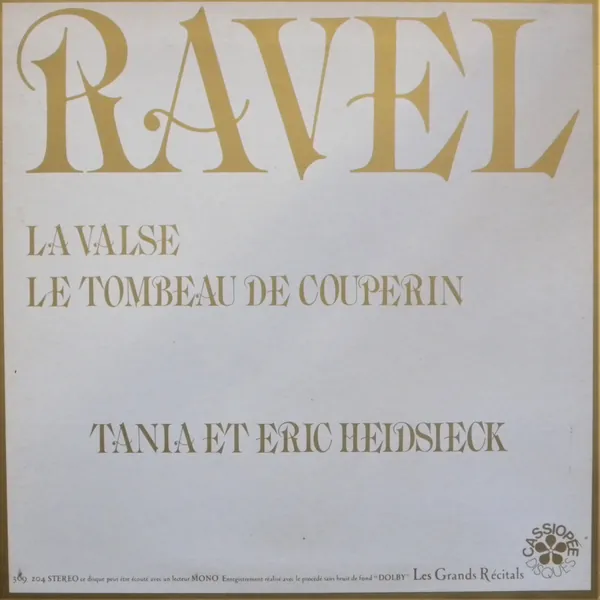 RAVEL
LA VALSE
LE TOMBEAU DE COUPERIN
TANIA ET ERIC HEIDSIECK
CASSIOPÉE
DISQUES
369 204 STEREO ce disque peut être écouté avec un lecteur MONO Enregistrement réalisé avec le procédé sans bruit de fond "DOLBY" Les Grands Récitals